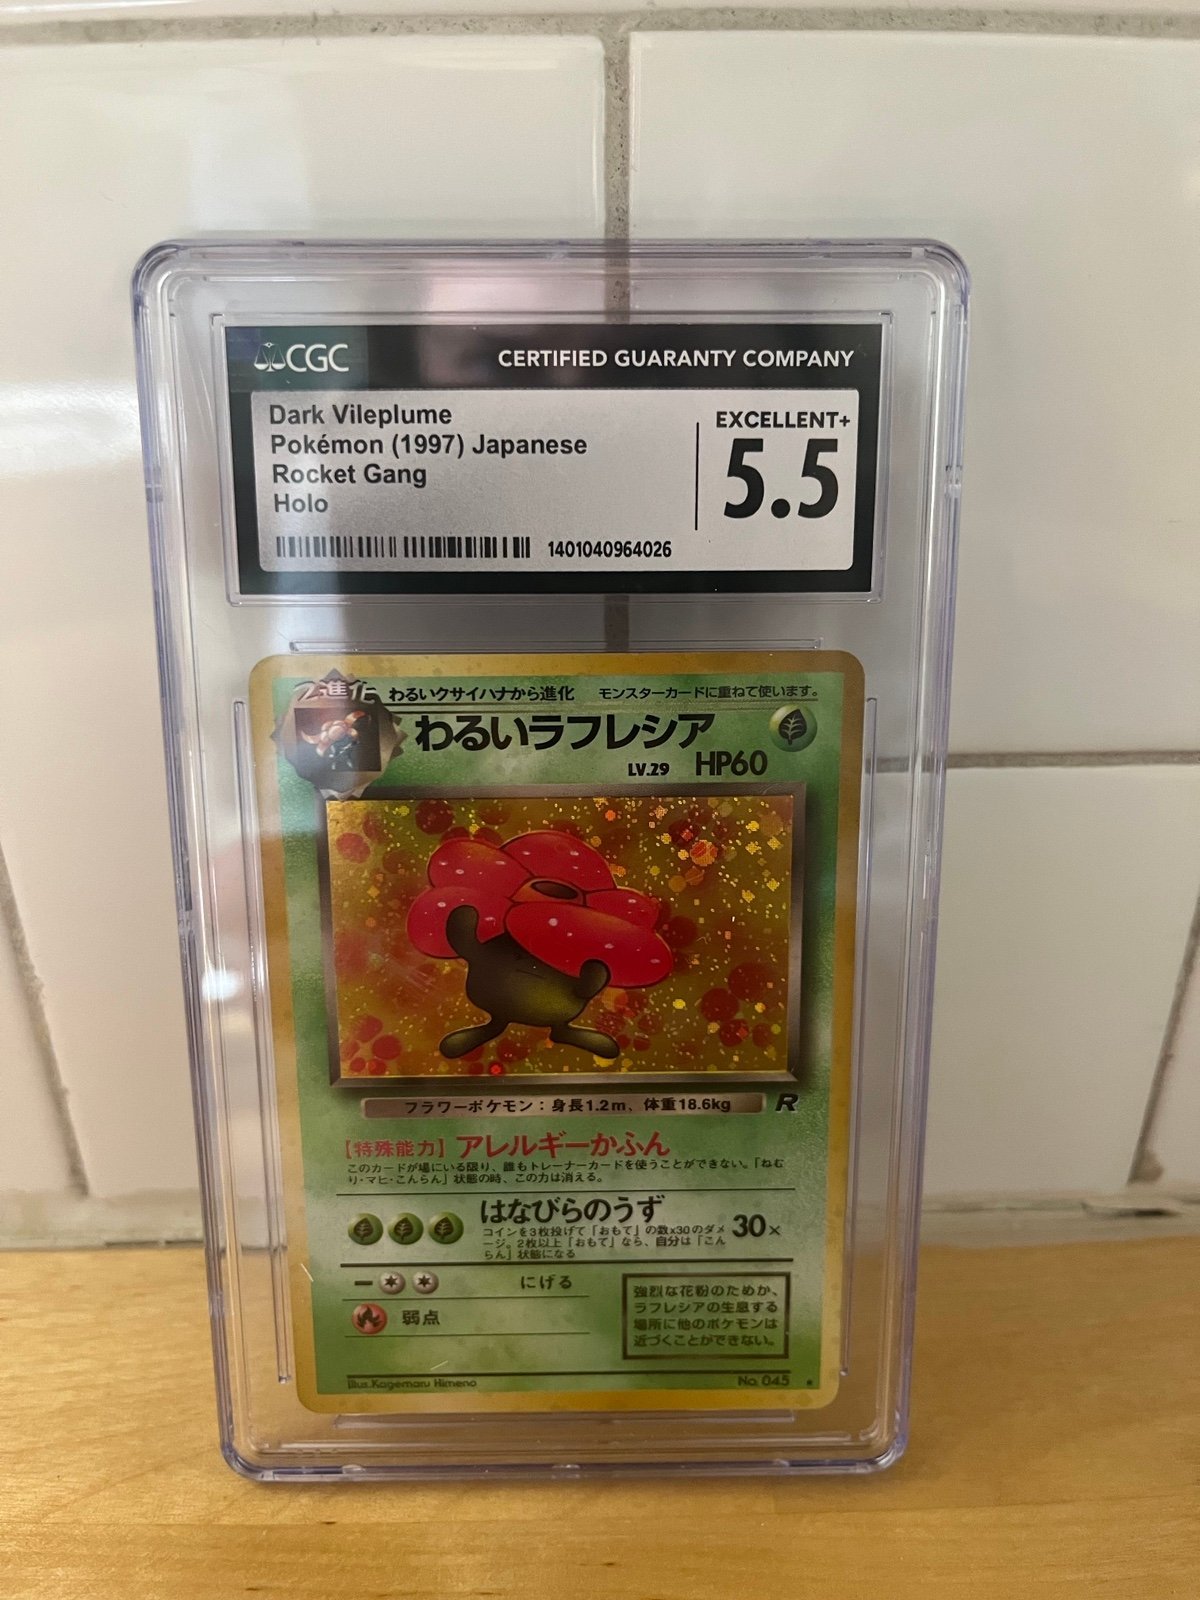 CGC CERTIFIED GUARANTY COMPANY
Dark Vileplume
Pokémon (1997) Japanese
Rocket Gang
Holo
EXCELLENT+
5.5
1401040964026
2進化 わるいクサイハナから進化 モンスターカードに重ねて使います。
わるいラフレシア
LV.29 HP60
フラワーポケモン：身長1.2m、体重18.6kg R
【特殊能力】アレルギーかふん
このカードが場にいる限り、誰もトレーナーカードを使うことができない。「ねむ
り・マヒ・こんらん」状態の時、この力は消える。
はなびらのうず
コインを3枚投げて「おもて」の数×30のダメ
ージ。2枚以上「おもて」なら、自分は「こん
らん」状態になる
30×
にげる
弱点
強烈な花粉のためか、
ラフレシアの生息する
場所に他のポケモンは
近づくことができない。
Illus.Kagemaru Himeno No. 045 ●